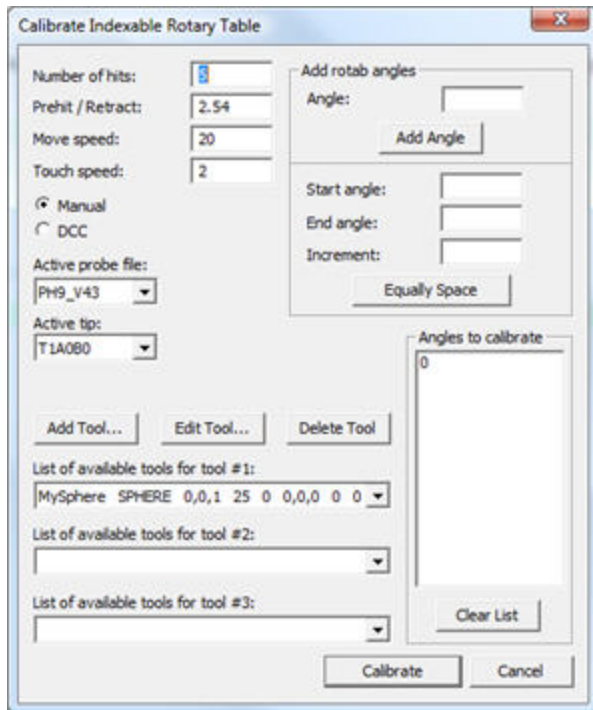 Calibrate Indexable Rotary Table
Number of hits: 5
Prehit / Retract: 2.54
Move speed: 20
Touch speed: 2
Manual
DCC
Active probe file:
PH9_V43
Active tip:
T1A0B0
Add rotab angles
Angle:
Add Angle
Start angle:
End angle:
Increment:
Equally Space
Angles to calibrate
0
Clear List
Add Tool... Edit Tool... Delete Tool
List of available tools for tool #1:
MySphere SPHERE 0,0,1 25 0 0,0,0 0 0
List of available tools for tool #2:
List of available tools for tool #3:
Calibrate Cancel